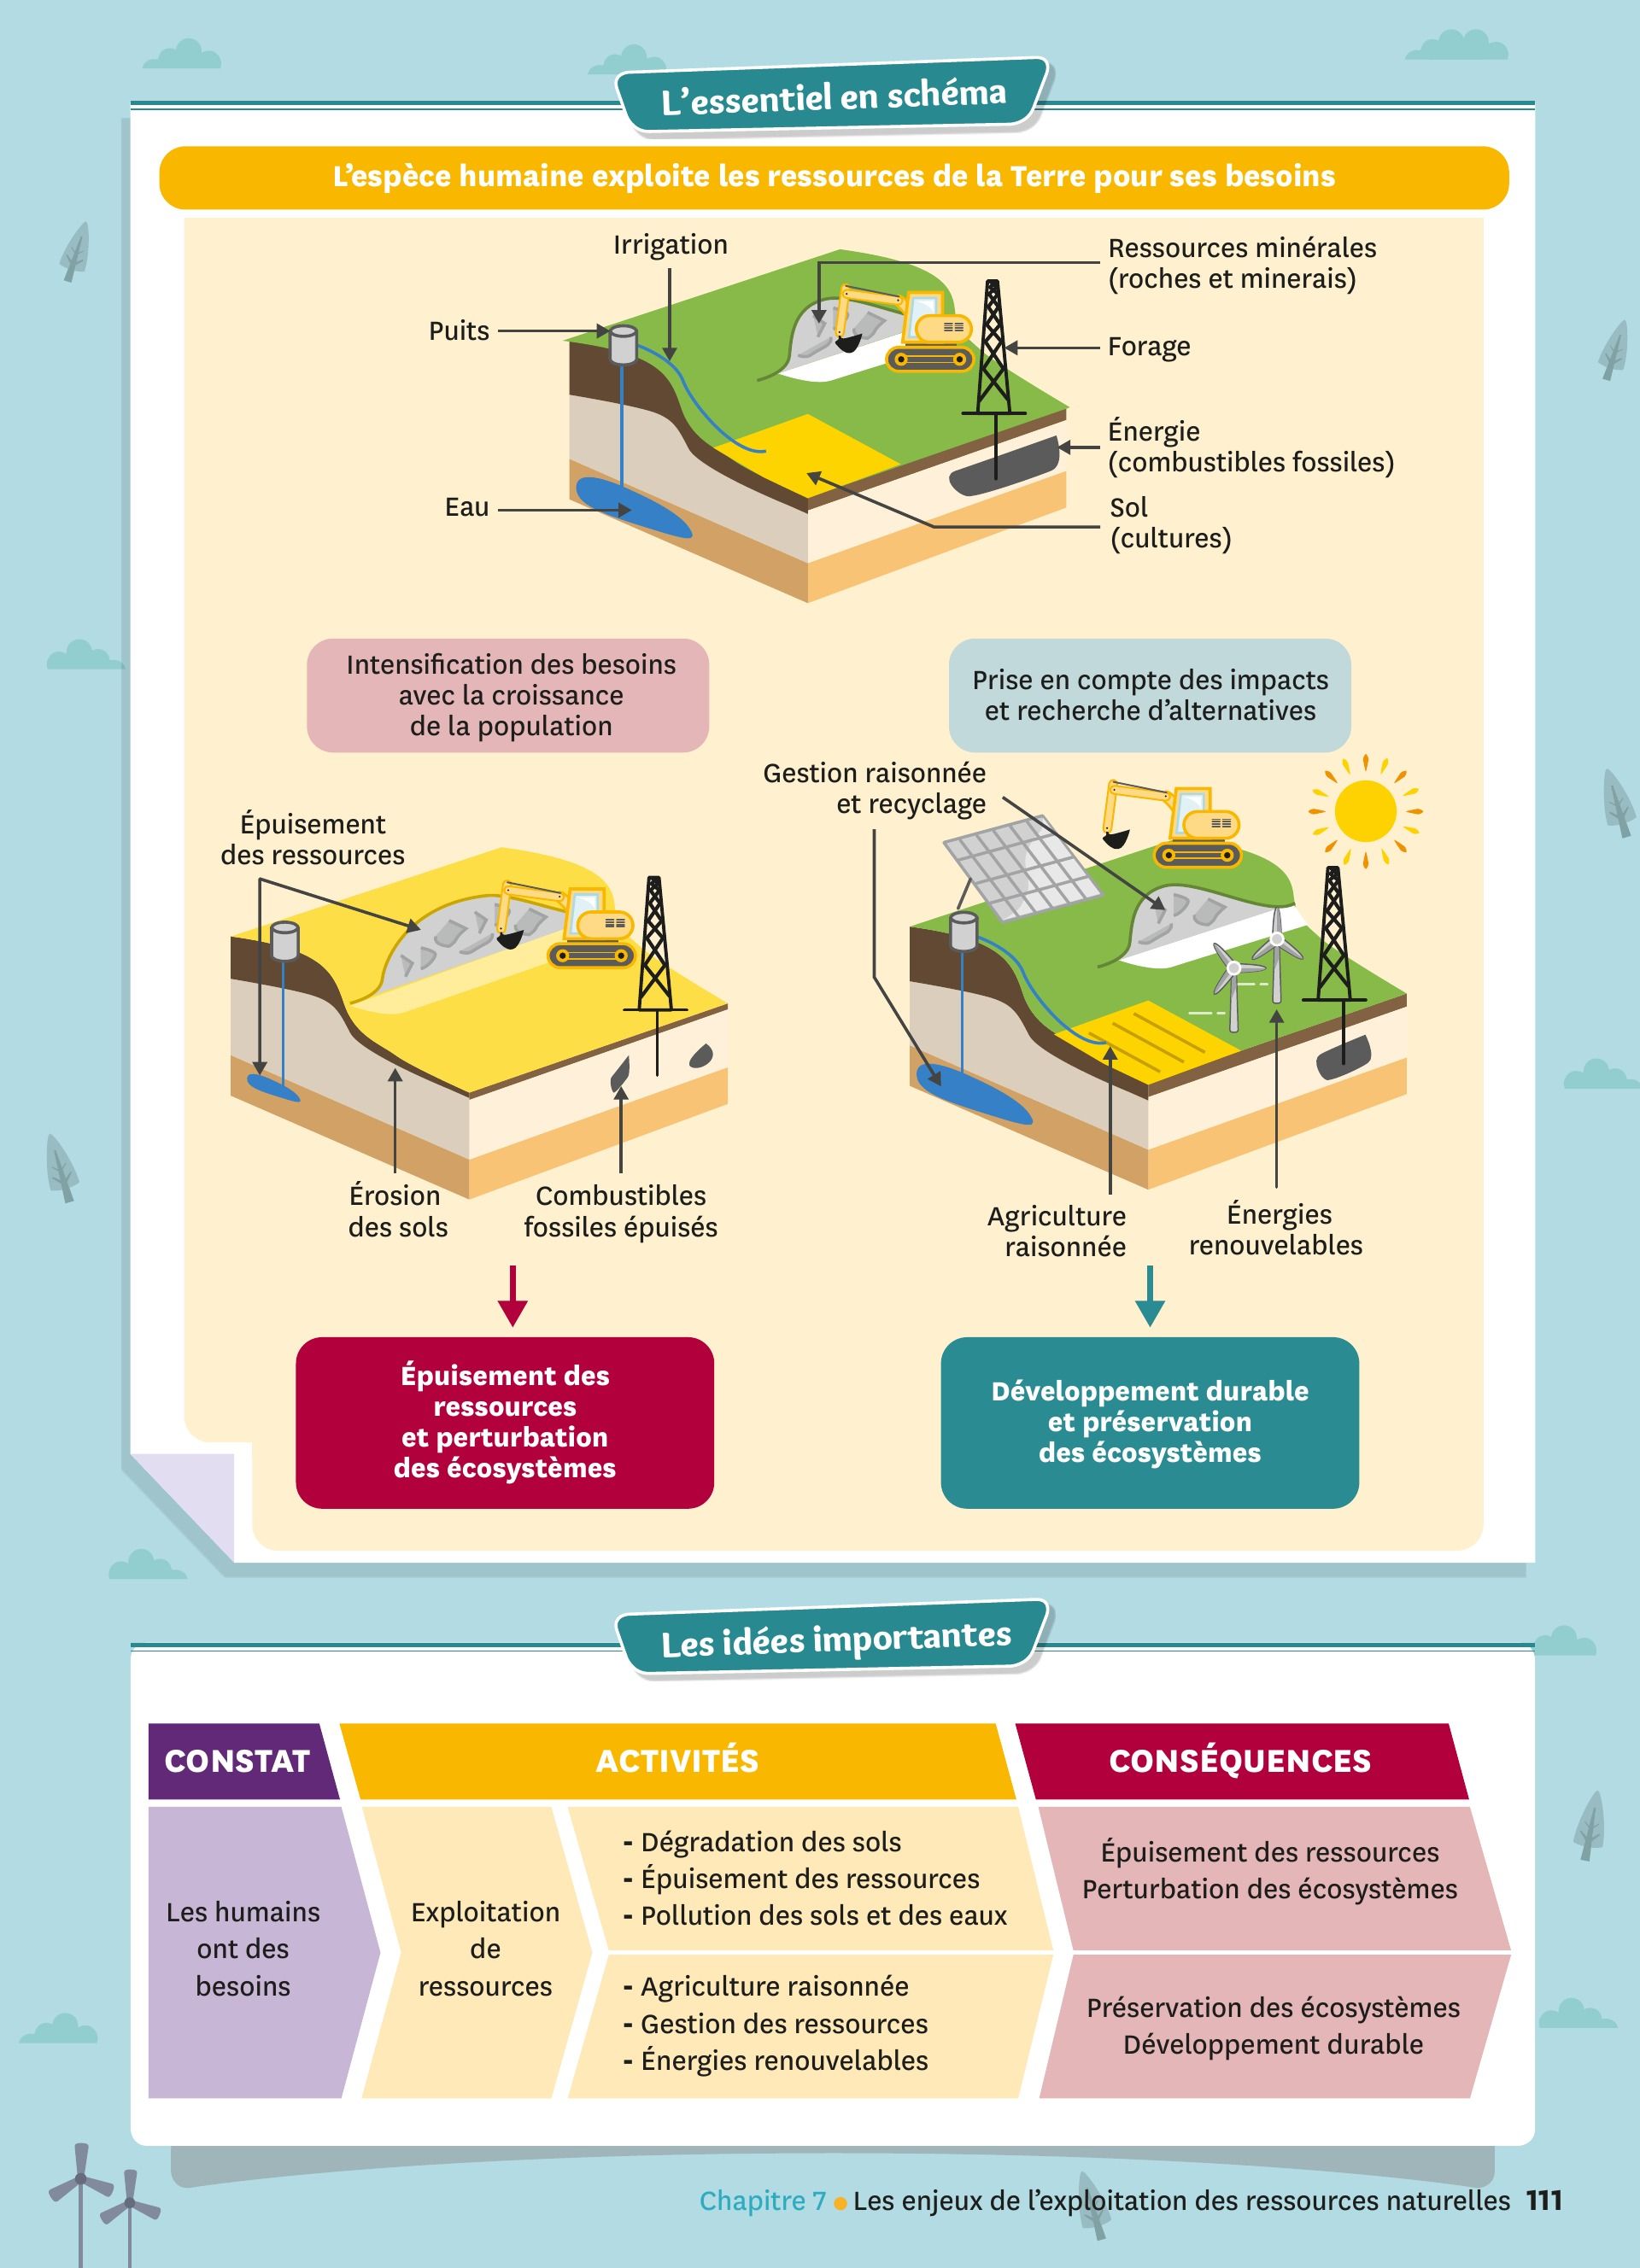 L'essentiel en schéma
L'espèce humaine exploite les ressources de la Terre pour ses besoins
Irrigation
Ressources minérales
(roches et minerais)
Puits
Forage
Énergie
(combustibles fossiles)
Eau
Sol
(cultures)
Intensification des besoins
avec la croissance
de la population
Prise en compte des impacts
et recherche d'alternatives
Épuisement
des ressources
Érosion
des sols
Combustibles
fossiles épuisés
Gestion raisonnée
et recyclage
Agriculture
raisonnée
Énergies
renouvelables
Épuisement des
ressources
et perturbation
des écosystèmes
Développement durable
et préservation
des écosystèmes
Les idées importantes
CONSTAT
ACTIVITÉS
CONSÉQUENCES
Les humains
ont des
besoins
Exploitation
de
ressources
- Dégradation des sols
- Épuisement des ressources
- Pollution des sols et des eaux
Épuisement des ressources
Perturbation des écosystèmes
- Agriculture raisonnée
- Gestion des ressources
- Énergies renouvelables
Préservation des écosystèmes
Développement durable
Chapitre 7 ● Les enjeux de l'exploitation des ressources naturelles 111